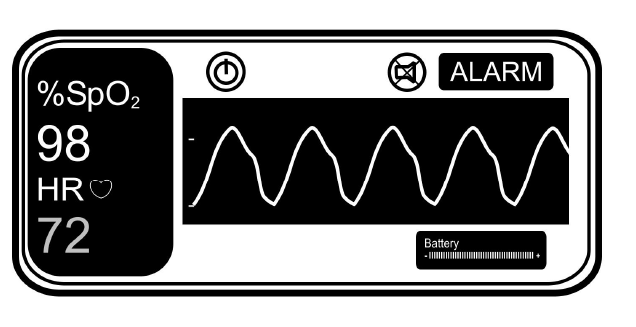 %SpO₂
98
HR
72
ALARM
Battery
- +